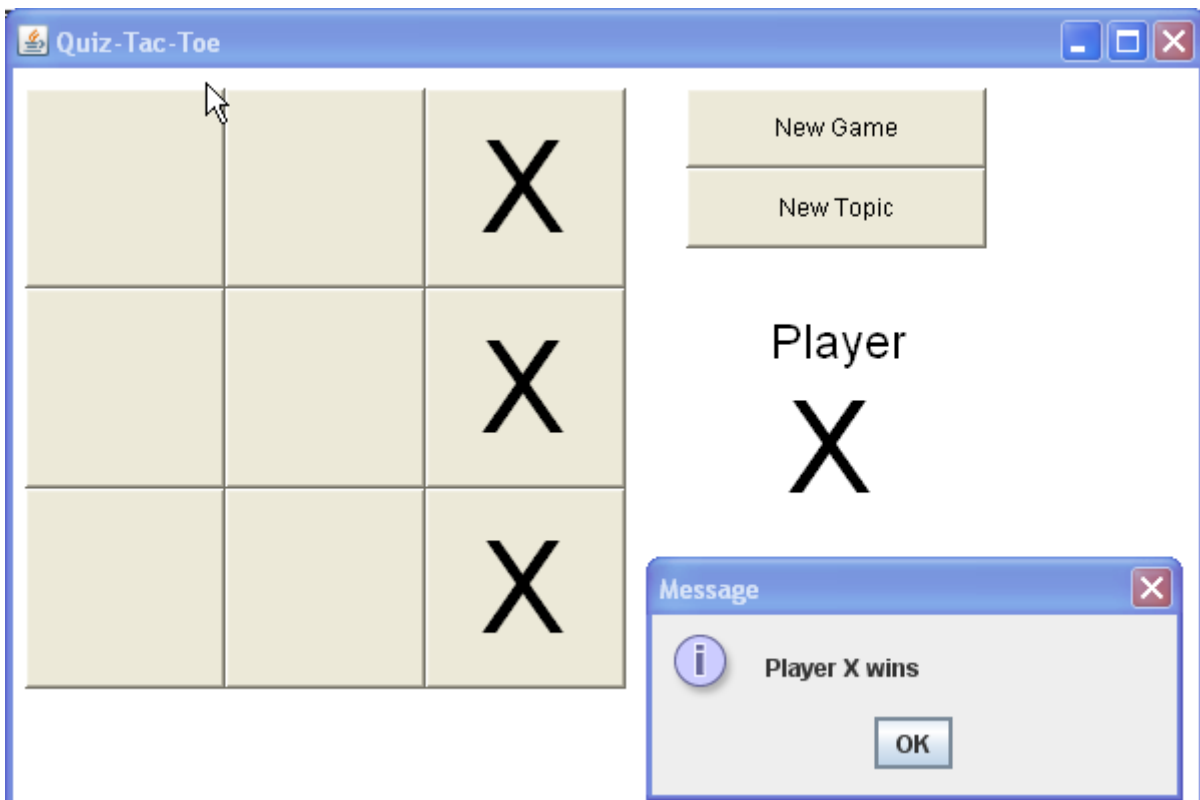 Quiz-Tac-Toe
X
New Game
New Topic
X
Player
X
X
Message
Player X wins
OK